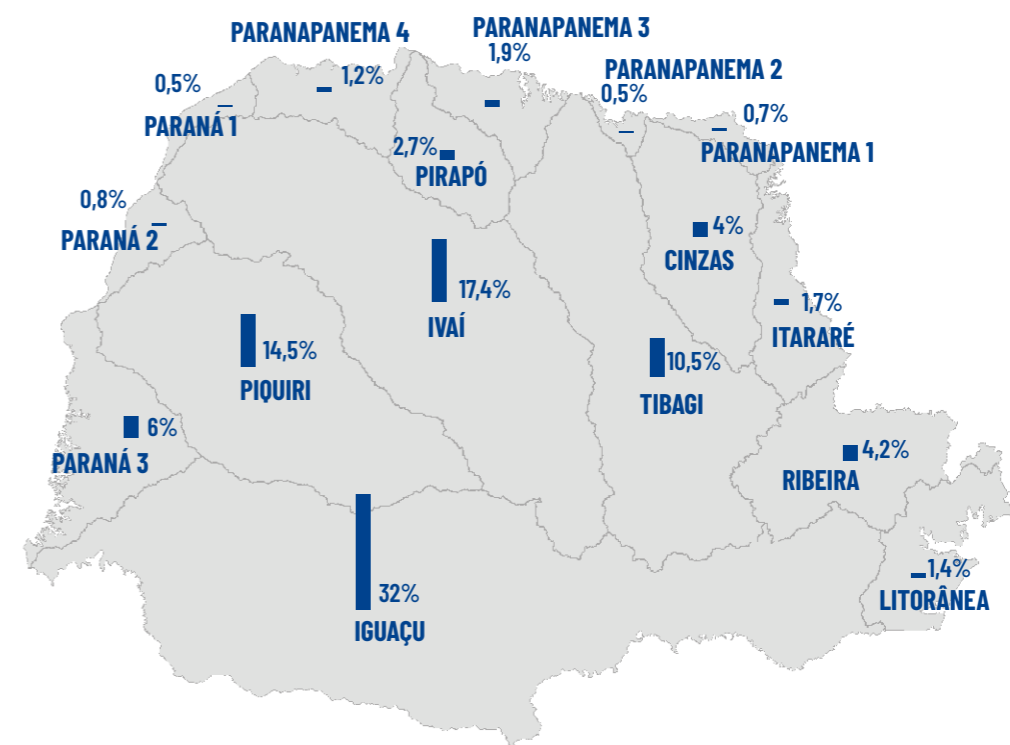 PARANAPANEMA 4
1,2%
PARANAPANEMA 3
1,9%
PARANAPANEMA 2
0,5%
0,7%
PARANAPANEMA 1
0,5%
PARANÁ 1
2,7%
PIRAPÓ
0,8%
PARANÁ 2
4%
CINZAS
17,4%
IVAÍ
1,7%
ITARARÉ
14,5%
PIQUIRI
10,5%
TIBAGI
6%
PARANÁ 3
4,2%
RIBEIRA
32%
IGUAÇU
1,4%
LITORÂNEA